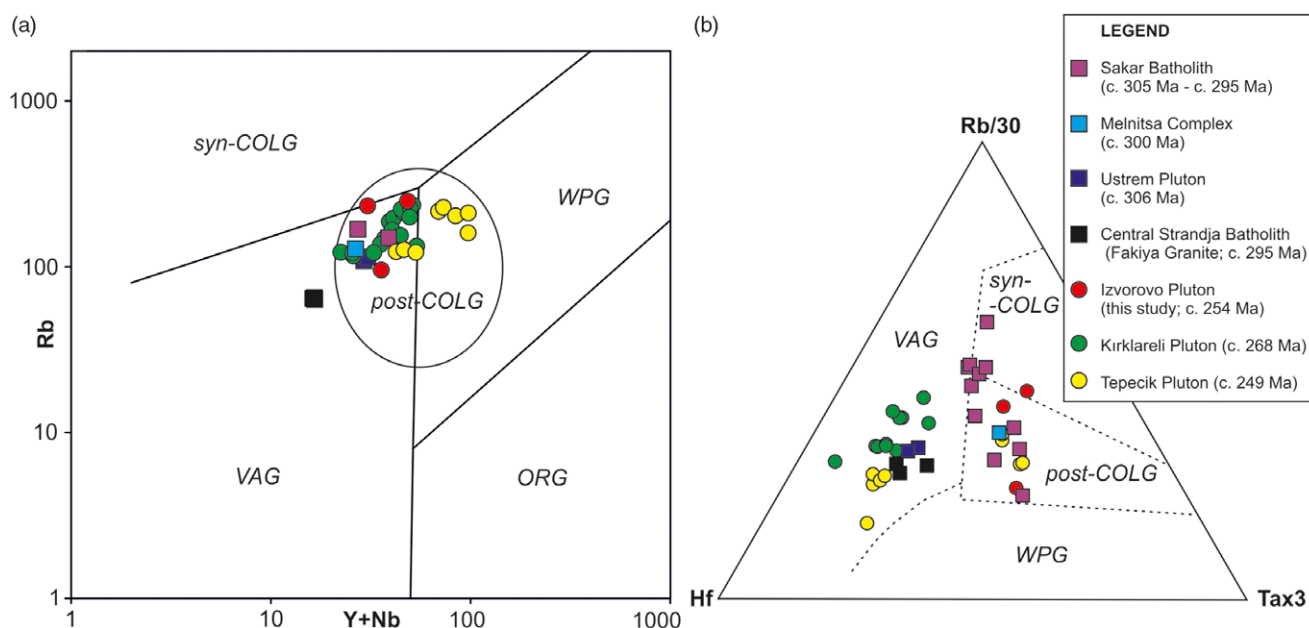 (a)
1000
100
10
1
Rb
syn-COLG
WPG
post-COLG
VAG
ORG
1
10
Y+Nb
100
1000
(b)
Rb/30
syn-
-COLG
VAG
post-COLG
WPG
Hf
Tax3
LEGEND
Sakar Batholith
(c. 305 Ma - c. 295 Ma)
Melnitsa Complex
(c. 300 Ma)
Ustrem Pluton
(c. 306 Ma)
Central Strandja Batholith
(Fakiya Granite; c. 295 Ma)
Izvorovo Pluton
(this study; c. 254 Ma)
Kırklareli Pluton (c. 268 Ma)
Tepecik Pluton (c. 249 Ma)